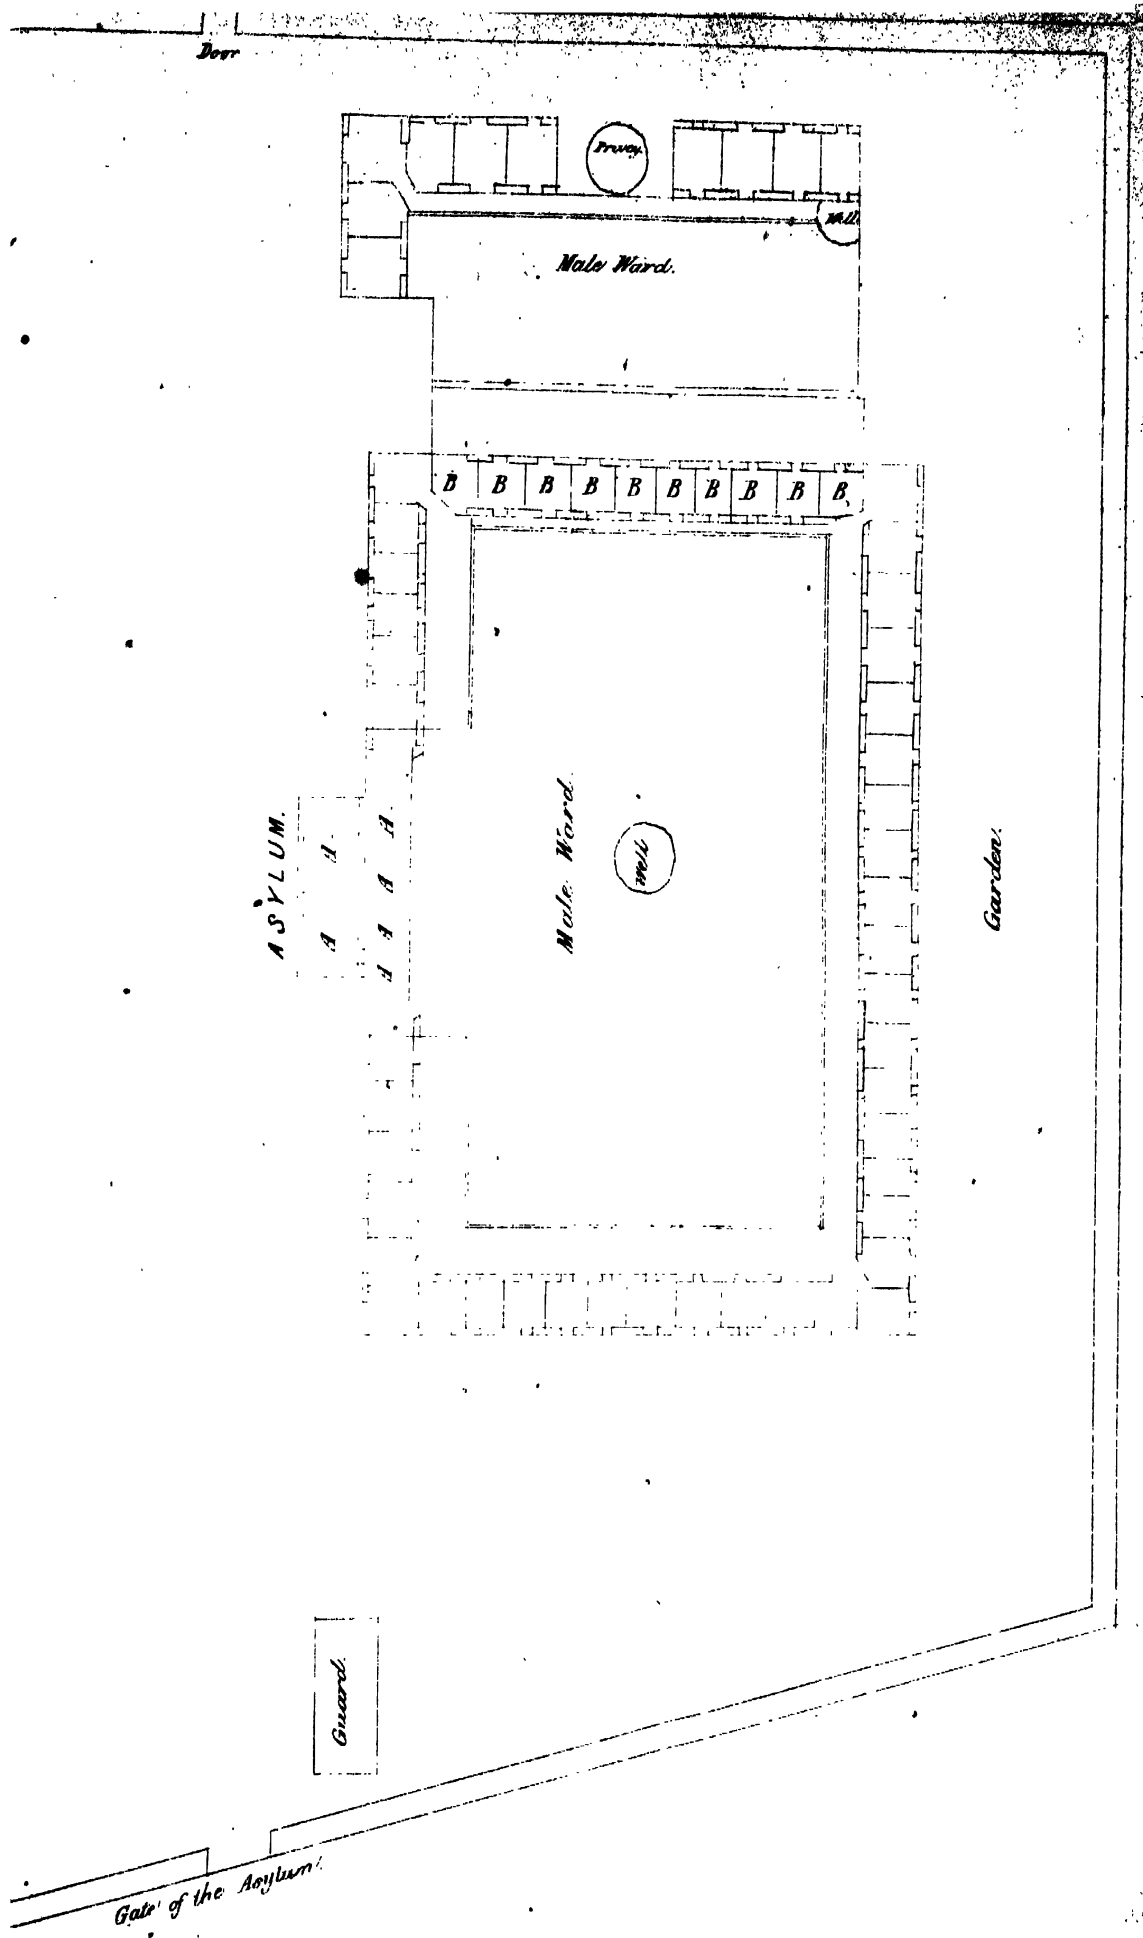 Door
Privy.
Well
Male Ward.
B B B B B B B B B B
ASYLUM.
A A
A A A A
Male Ward.
Well
Garden.
Guard.
Gate of the Asylum.